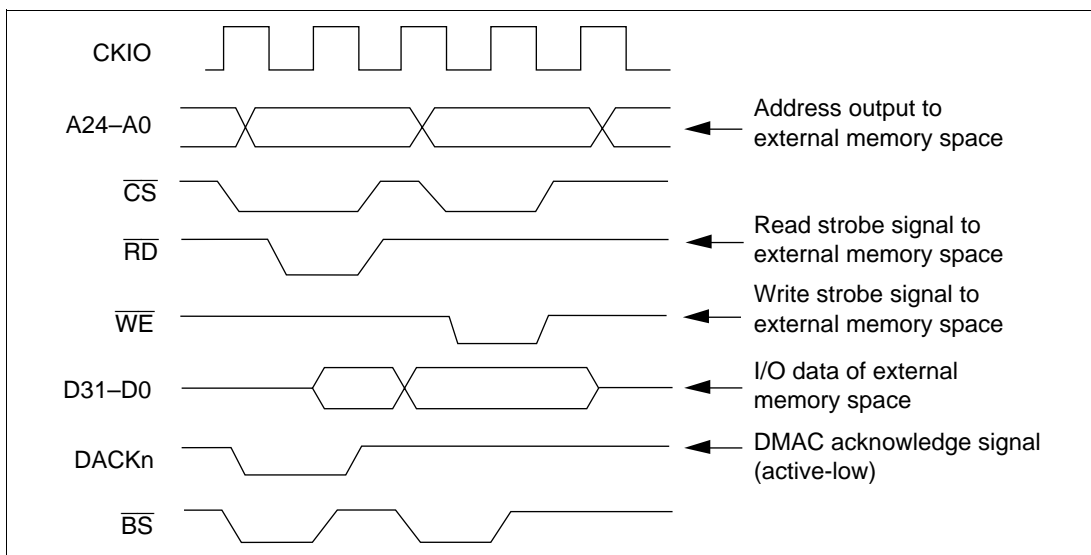 CKIO
A24–A0
Address output to
external memory space
CS
RD
Read strobe signal to
external memory space
WE
Write strobe signal to
external memory space
D31–D0
I/O data of external
memory space
DACKn
DMAC acknowledge signal
(active-low)
BS